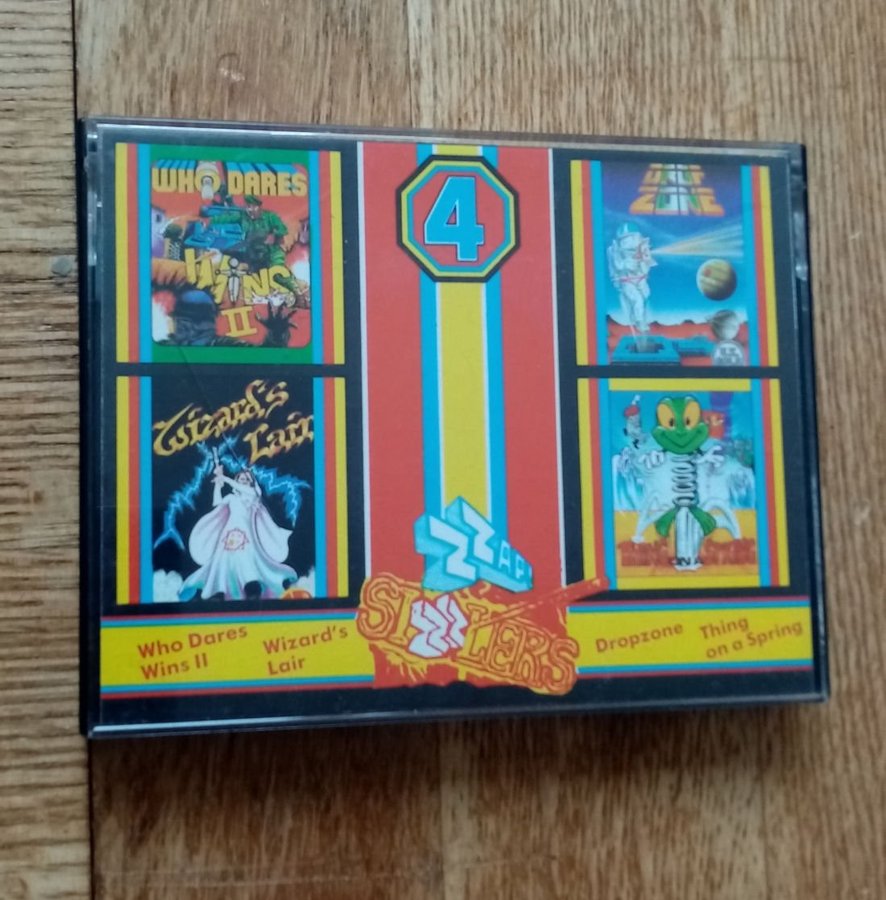 WHO DARES
WINS
II
4
DROP
ZONE
Wizard's
Lair
ZZAP!
SIZZLERS
Who Dares
Wins II
Wizard's
Lair
Dropzone
Thing
on a Spring